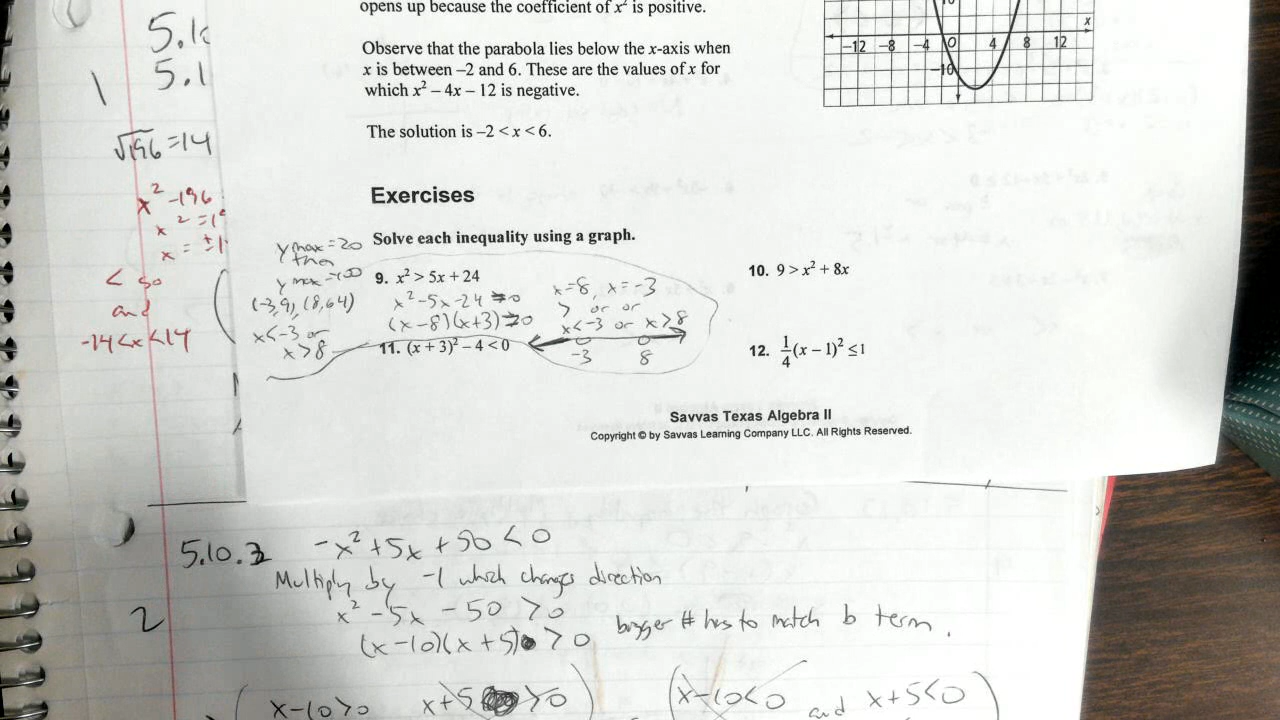 opens up because the coefficient of x² is positive.
Observe that the parabola lies below the x-axis when
x is between –2 and 6. These are the values of x for
which x² – 4x – 12 is negative.
The solution is –2 < x < 6.
x
–12 –8 –4 O 4 8 12
–10
Exercises
Solve each inequality using a graph.
y max = 20
then
y max = 100
(-3,9), (8,64)
x<-3 or
x>8
9. x² > 5x + 24
x²-5x-24
(x-8)(x+3)
x=8, x=-3
> or or
x<-3 or x>8
-3 8
10. 9 > x² + 8x
11. (x + 3)² – 4 < 0
12. 1/4(x – 1)² ≤ 1
Savvas Texas Algebra II
Copyright © by Savvas Learning Company LLC. All Rights Reserved.
1
√196 = 14
x² -196
x =
< so
and
-14<x<14
5.10.3 -x² + 5x + 50 < 0
Multiply by -1 which changes direction
2
x² - 5x - 50 > 0
(x-10)(x+5) > 0 bigger # has to match b term.
x-10>0 x+5 >0 x-10<0 and x+5<0